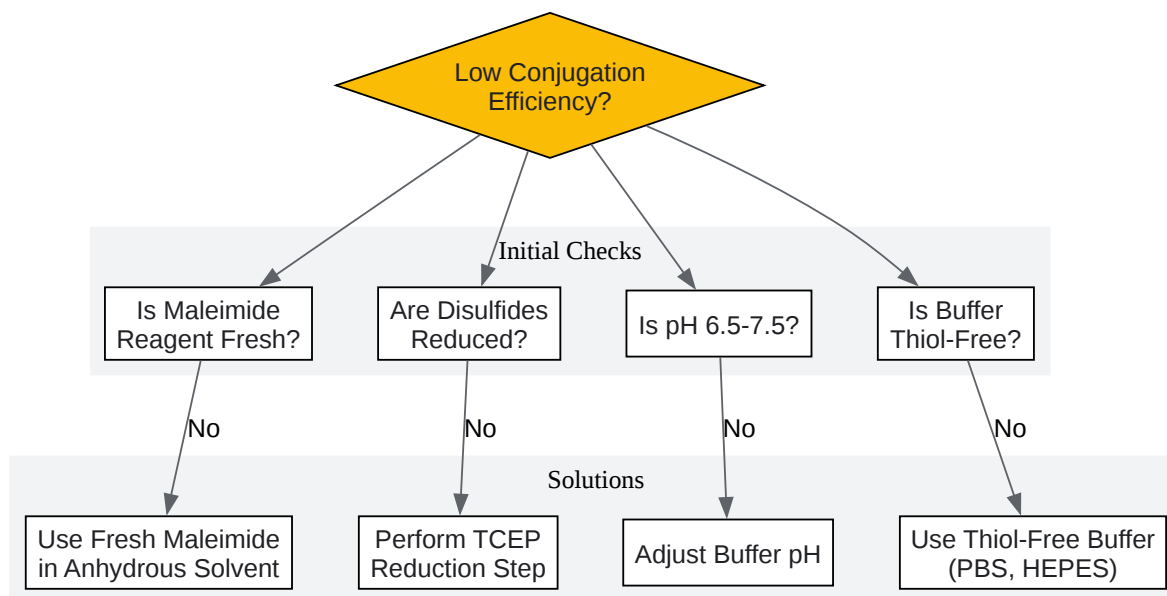 Low Conjugation
Efficiency?
Initial Checks
Is Maleimide
Reagent Fresh?
Are Disulfides
Reduced?
Is pH 6.5-7.5?
Is Buffer
Thiol-Free?
No
No
No
No
Solutions
Use Fresh Maleimide
in Anhydrous Solvent
Perform TCEP
Reduction Step
Adjust Buffer pH
Use Thiol-Free Buffer
(PBS, HEPES)